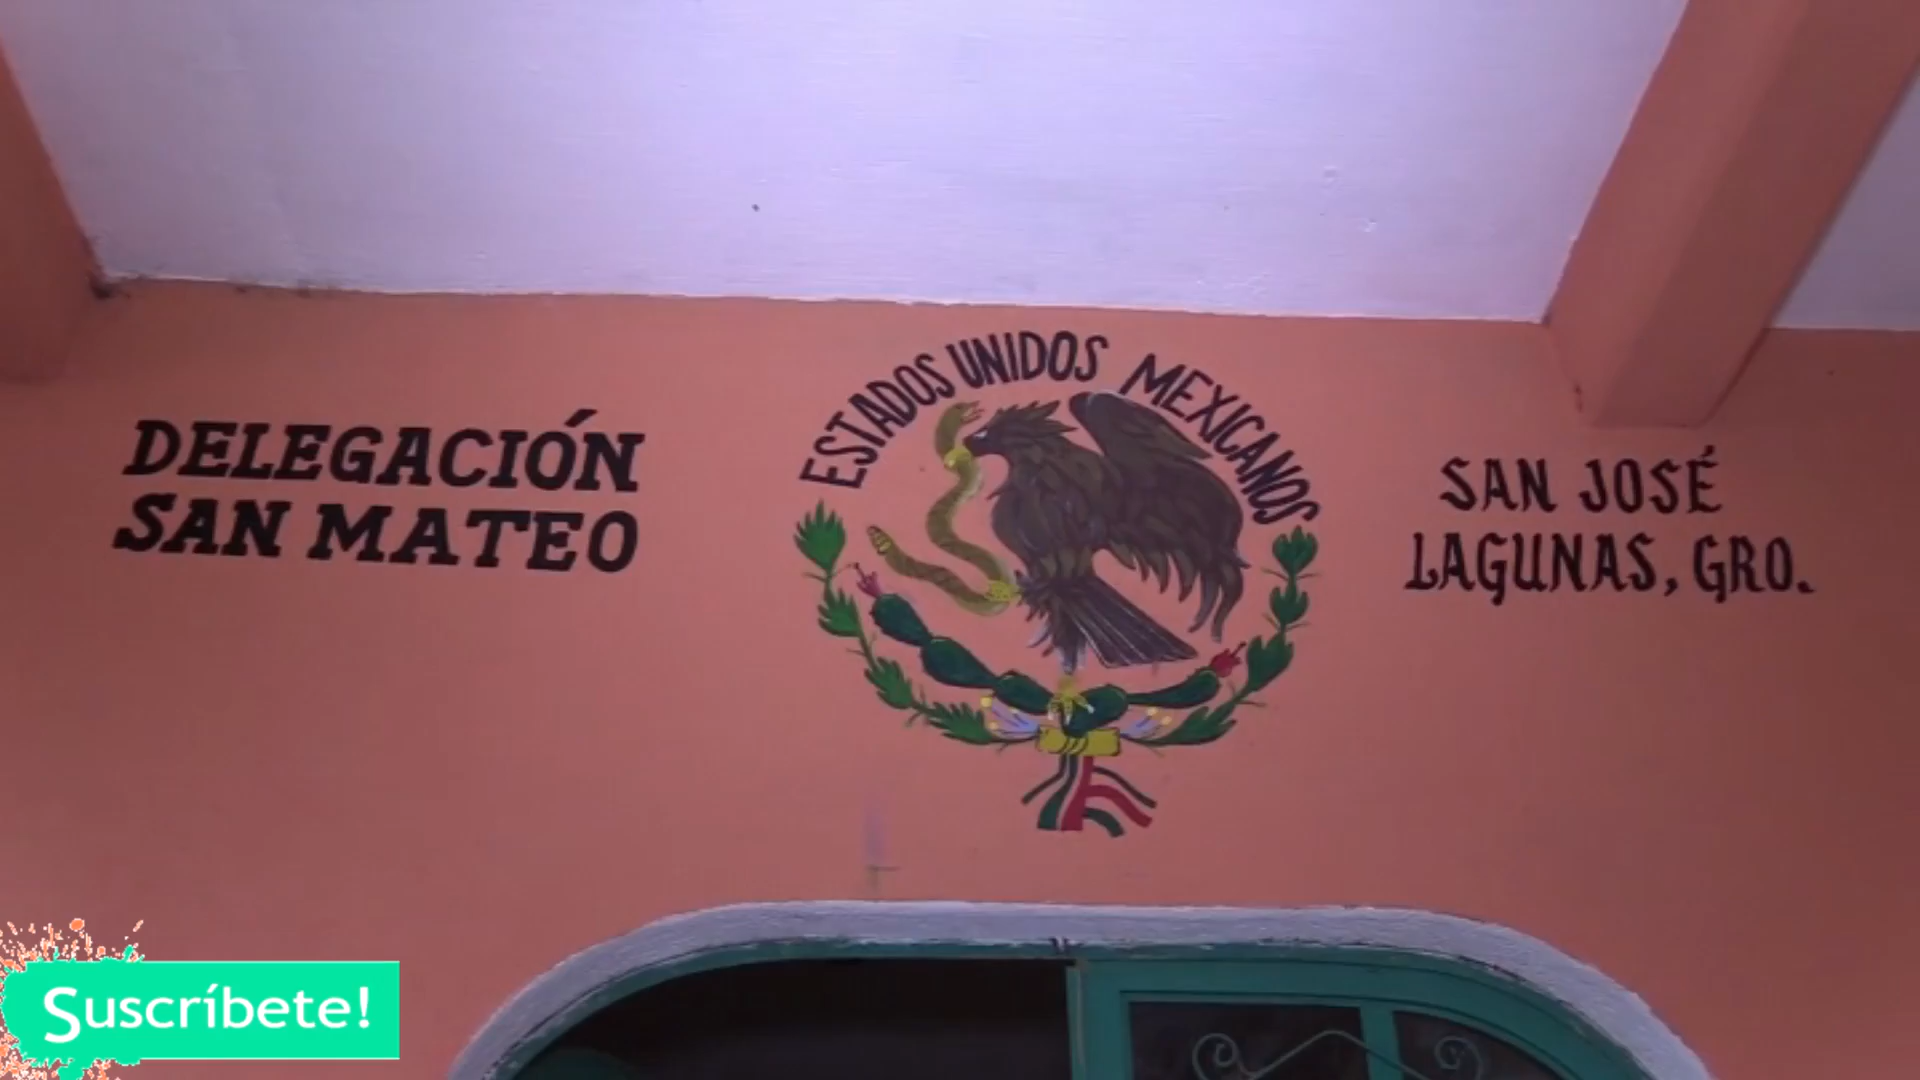 ESTADOS UNIDOS MEXICANOS
DELEGACIÓN
SAN MATEO
SAN JOSÉ
LAGUNAS, GRO.
Suscríbete!